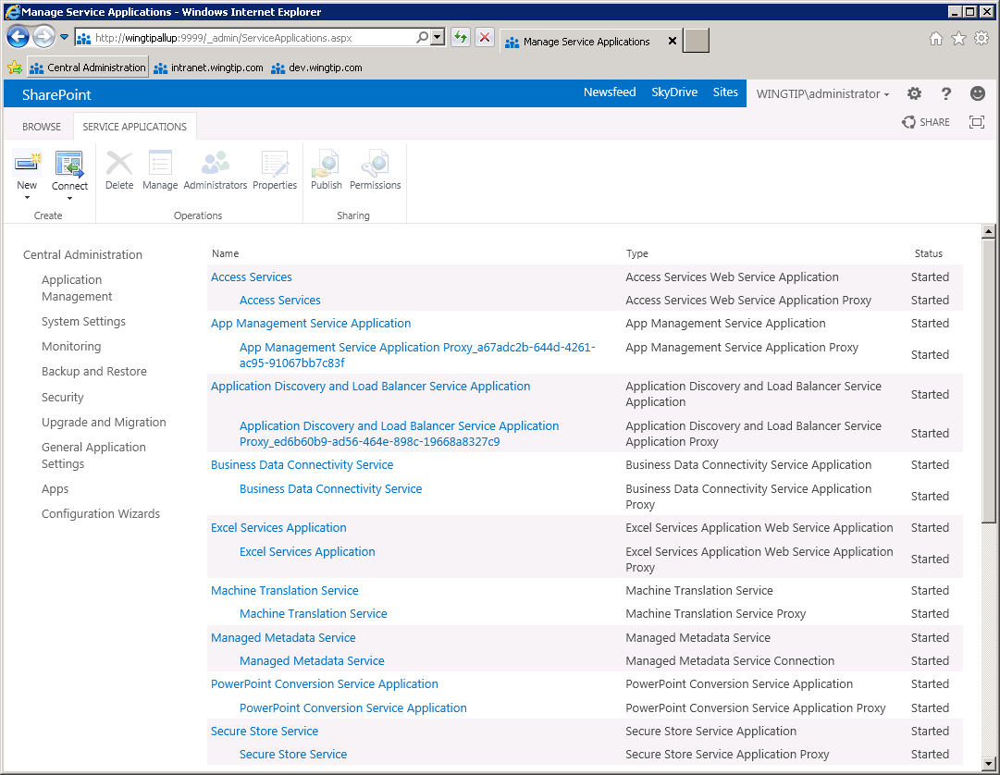 Manage Service Applications - Windows Internet Explorer
http://wingtipallup:9999/_admin/ServiceApplications.aspx
Manage Service Applications
Central Administration
intranet.wingtip.com
dev.wingtip.com
SharePoint
Newsfeed
SkyDrive
Sites
WINGTIP\administrator
?
BROWSE
SERVICE APPLICATIONS
SHARE
New
Connect
Delete
Manage
Administrators
Properties
Publish
Permissions
Create
Operations
Sharing
Central Administration
Application
Management
System Settings
Monitoring
Backup and Restore
Security
Upgrade and Migration
General Application
Settings
Apps
Configuration Wizards
Name Type Status
Access Services Access Services Web Service Application Started
Access Services Access Services Web Service Application Proxy Started
App Management Service Application App Management Service Application Started
App Management Service Application Proxy_a67adc2b-644d-4261- App Management Service Application Proxy
ac95-91067bb7c83f Started
Application Discovery and Load Balancer Service Application Application Discovery and Load Balancer Service
Application Started
Application Discovery and Load Balancer Service Application Application Discovery and Load Balancer Service
Proxy_ed6b60b9-ad56-464e-898c-19668a8327c9 Application Proxy Started
Business Data Connectivity Service Business Data Connectivity Service Application Started
Business Data Connectivity Service Business Data Connectivity Service Application
Proxy Started
Excel Services Application Excel Services Application Web Service Application Started
Excel Services Application Excel Services Application Web Service Application
Proxy Started
Machine Translation Service Machine Translation Service Started
Machine Translation Service Machine Translation Service Proxy Started
Managed Metadata Service Managed Metadata Service Started
Managed Metadata Service Managed Metadata Service Connection Started
PowerPoint Conversion Service Application PowerPoint Conversion Service Application Started
PowerPoint Conversion Service Application PowerPoint Conversion Service Application Proxy Started
Secure Store Service Secure Store Service Application Started
Secure Store Service Secure Store Service Application Proxy Started